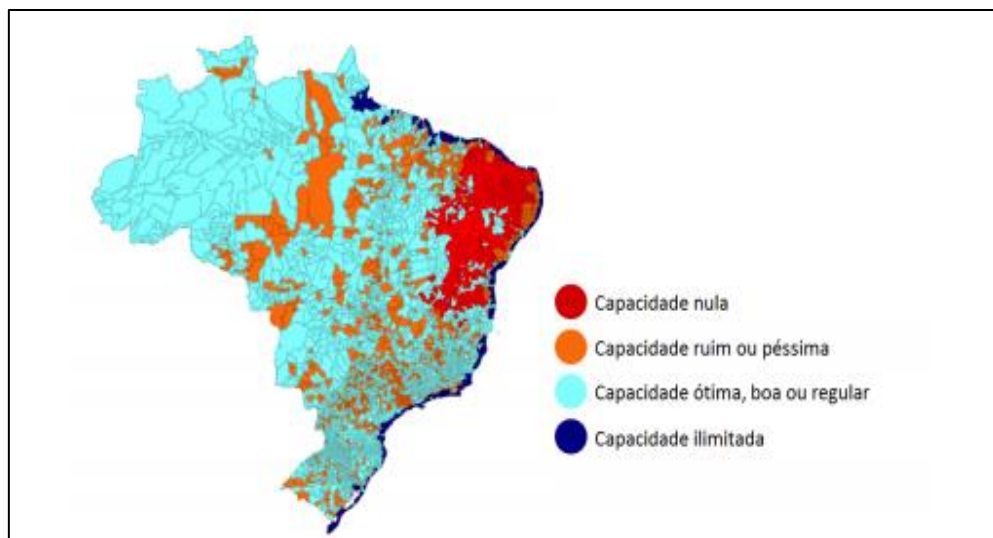 Capacidade nula
Capacidade ruim ou péssima
Capacidade ótima, boa ou regular
Capacidade ilimitada